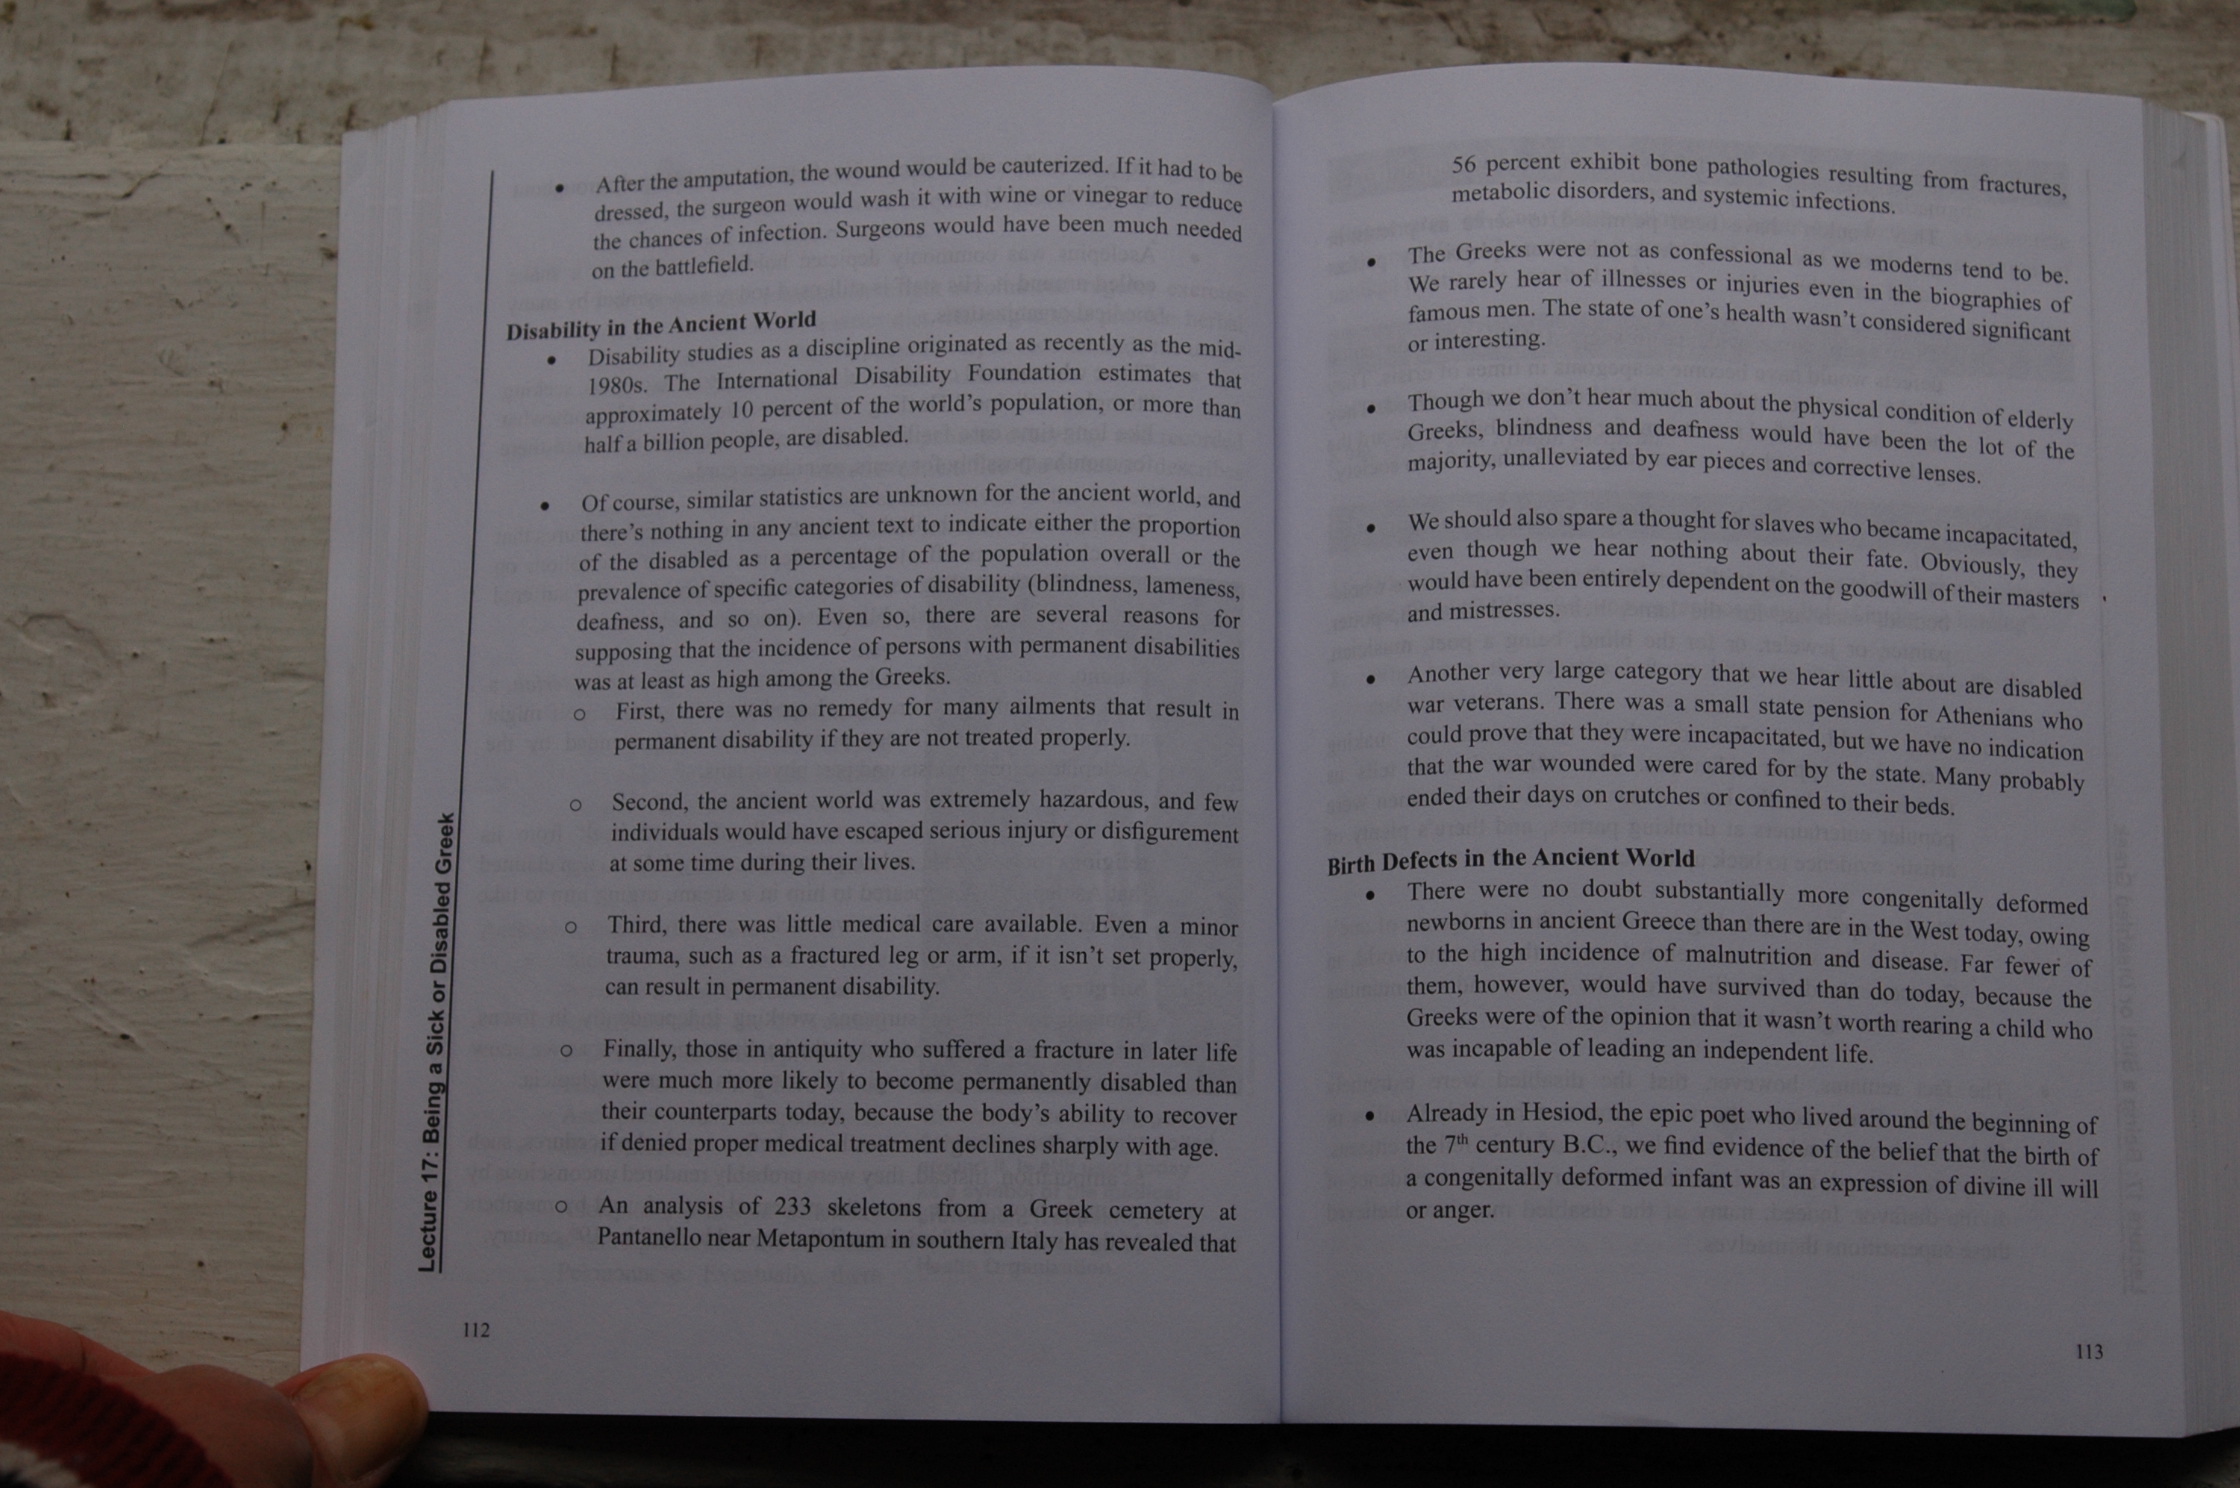 • After the amputation, the wound would be cauterized. If it had to be
dressed, the surgeon would wash it with wine or vinegar to reduce
the chances of infection. Surgeons would have been much needed
on the battlefield.
Disability in the Ancient World
• Disability studies as a discipline originated as recently as the mid-
1980s. The International Disability Foundation estimates that
approximately 10 percent of the world’s population, or more than
half a billion people, are disabled.
• Of course, similar statistics are unknown for the ancient world, and
there’s nothing in any ancient text to indicate either the proportion
of the disabled as a percentage of the population overall or the
prevalence of specific categories of disability (blindness, lameness,
deafness, and so on). Even so, there are several reasons for
supposing that the incidence of persons with permanent disabilities
was at least as high among the Greeks.
o First, there was no remedy for many ailments that result in
permanent disability if they are not treated properly.
o Second, the ancient world was extremely hazardous, and few
individuals would have escaped serious injury or disfigurement
at some time during their lives.
o Third, there was little medical care available. Even a minor
trauma, such as a fractured leg or arm, if it isn’t set properly,
can result in permanent disability.
o Finally, those in antiquity who suffered a fracture in later life
were much more likely to become permanently disabled than
their counterparts today, because the body’s ability to recover
if denied proper medical treatment declines sharply with age.
o An analysis of 233 skeletons from a Greek cemetery at
Pantanello near Metapontum in southern Italy has revealed that
Lecture 17: Being a Sick or Disabled Greek
112
56 percent exhibit bone pathologies resulting from fractures,
metabolic disorders, and systemic infections.
• The Greeks were not as confessional as we moderns tend to be.
We rarely hear of illnesses or injuries even in the biographies of
famous men. The state of one’s health wasn’t considered significant
or interesting.
• Though we don’t hear much about the physical condition of elderly
Greeks, blindness and deafness would have been the lot of the
majority, unalleviated by ear pieces and corrective lenses.
• We should also spare a thought for slaves who became incapacitated,
even though we hear nothing about their fate. Obviously, they
would have been entirely dependent on the goodwill of their masters
and mistresses.
• Another very large category that we hear little about are disabled
war veterans. There was a small state pension for Athenians who
could prove that they were incapacitated, but we have no indication
that the war wounded were cared for by the state. Many probably
ended their days on crutches or confined to their beds.
Birth Defects in the Ancient World
• There were no doubt substantially more congenitally deformed
newborns in ancient Greece than there are in the West today, owing
to the high incidence of malnutrition and disease. Far fewer of
them, however, would have survived than do today, because the
Greeks were of the opinion that it wasn’t worth rearing a child who
was incapable of leading an independent life.
• Already in Hesiod, the epic poet who lived around the beginning of
the 7th century B.C., we find evidence of the belief that the birth of
a congenitally deformed infant was an expression of divine ill will
or anger.
113